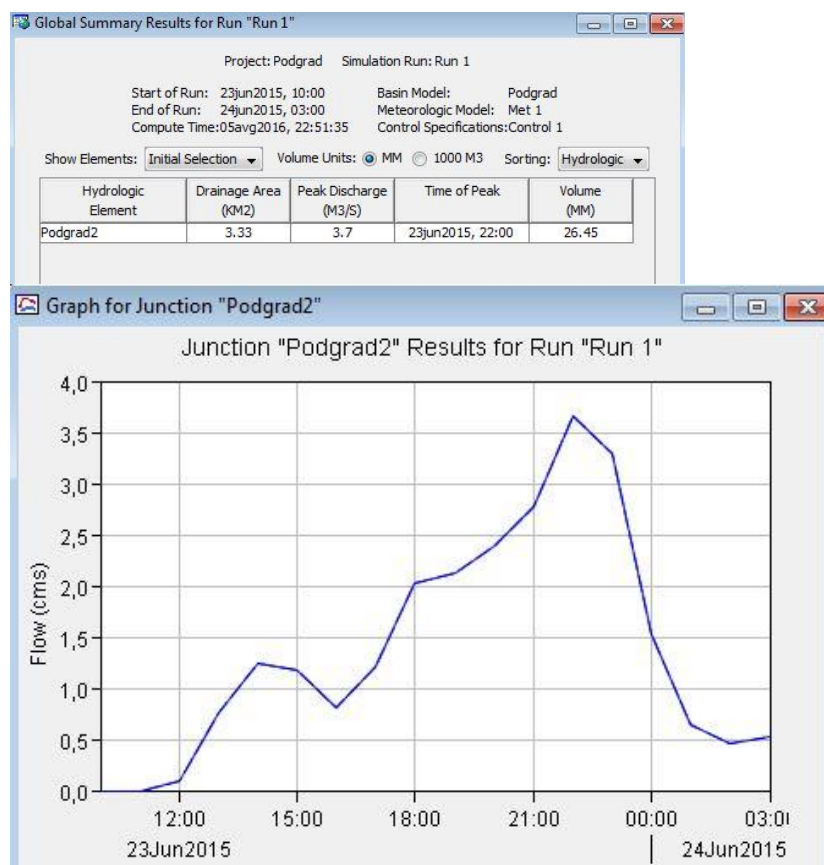 Global Summary Results for Run "Run 1"
Project: Podgrad Simulation Run: Run 1
Start of Run: 23jun2015, 10:00 Basin Model: Podgrad
End of Run: 24jun2015, 03:00 Meteorologic Model: Met 1
Compute Time:05avg2016, 22:51:35 Control Specifications:Control 1
Show Elements: Initial Selection Volume Units: MM 1000 M3 Sorting: Hydrologic
Hydrologic Drainage Area Peak Discharge Time of Peak Volume
Element (KM2) (M3/S) (MM)
Podgrad2 3.33 3.7 23jun2015, 22:00 26.45
Graph for Junction "Podgrad2"
Junction "Podgrad2" Results for Run "Run 1"
4,0
3,5
3,0
2,5
2,0
1,5
1,0
0,5
0,0
Flow (cms)
12:00 15:00 18:00 21:00 00:00 03:0
23Jun2015 24Jun2015